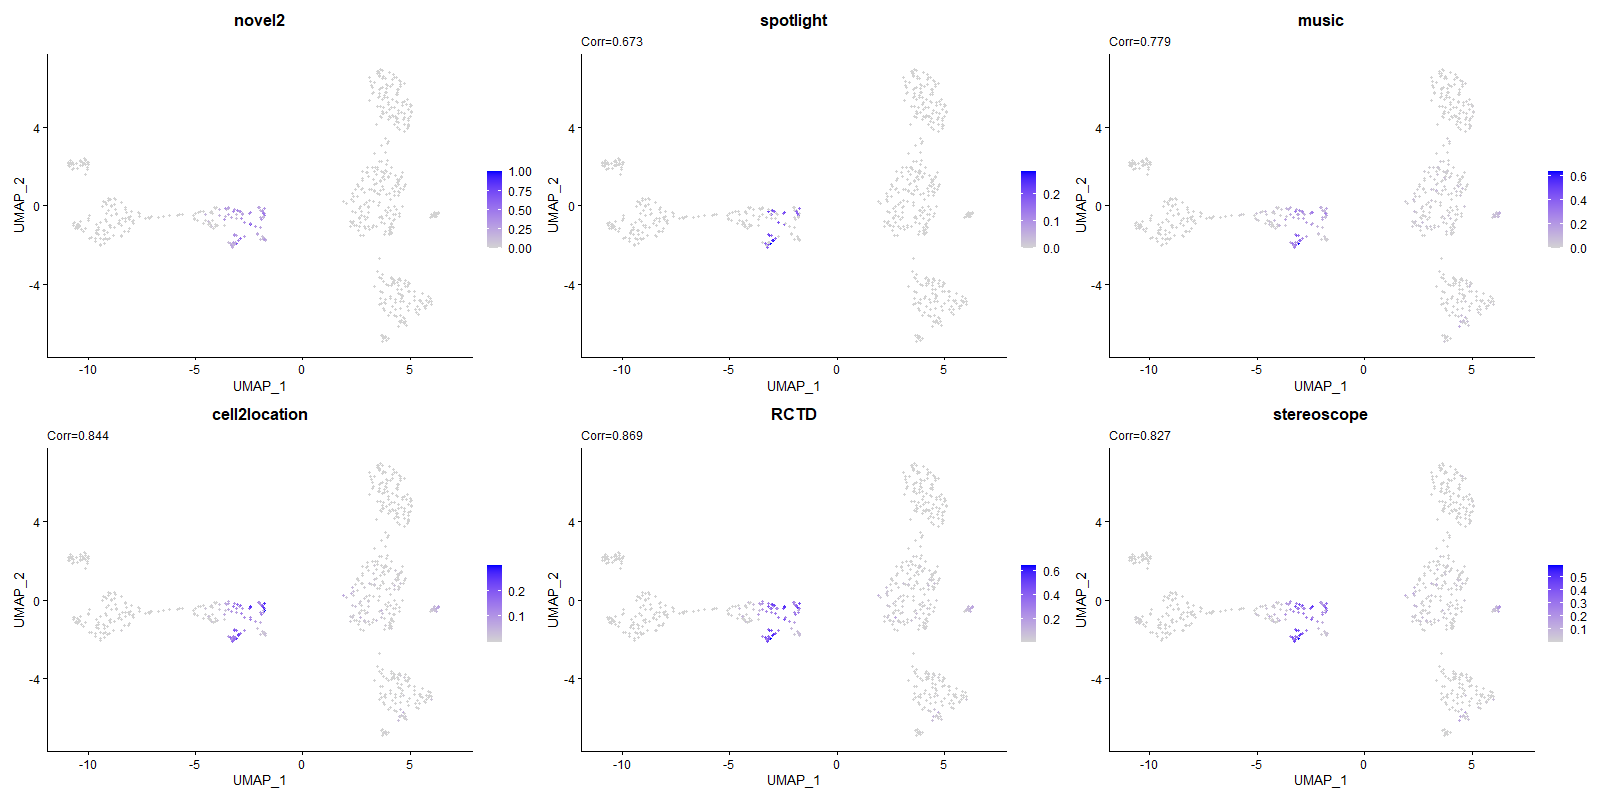 novel2
4
0
-4
UMAP_2
-10
-5
0
5
UMAP_1
1.00
0.75
0.50
0.25
0.00
spotlight
Corr=0.673
4
0
-4
UMAP_2
-10
-5
0
5
UMAP_1
0.2
0.1
0.0
music
Corr=0.779
4
0
-4
UMAP_2
-10
-5
0
5
UMAP_1
0.6
0.4
0.2
0.0
cell2location
Corr=0.844
4
0
-4
UMAP_2
-10
-5
0
5
UMAP_1
0.2
0.1
RCTD
Corr=0.869
4
0
-4
UMAP_2
-10
-5
0
5
UMAP_1
0.6
0.4
0.2
stereoscope
Corr=0.827
4
0
-4
UMAP_2
-10
-5
0
5
UMAP_1
0.5
0.4
0.3
0.2
0.1